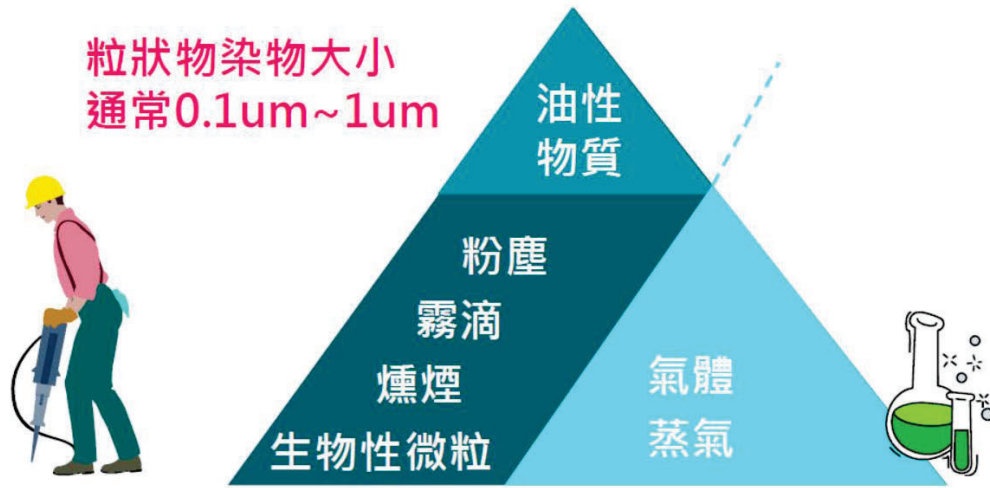 粒狀物染物大小
通常0.1um~1um
油性
物質
粉塵
霧滴
燻煙
生物性微粒
氣體
蒸氣